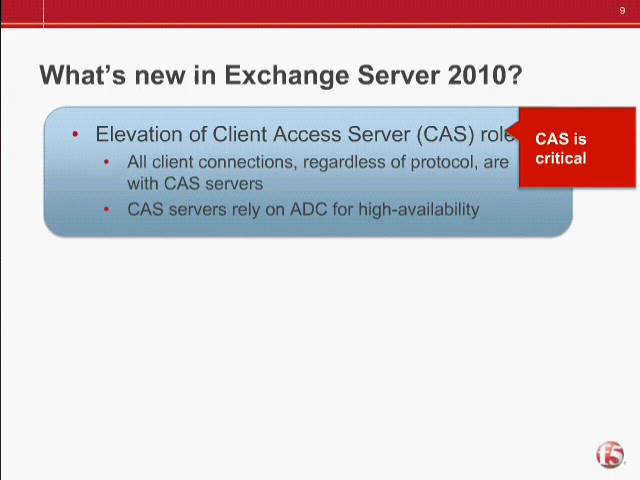 9
What's new in Exchange Server 2010?
• Elevation of Client Access Server (CAS) role
CAS is
critical
• All client connections, regardless of protocol, are
with CAS servers
• CAS servers rely on ADC for high-availability
f5